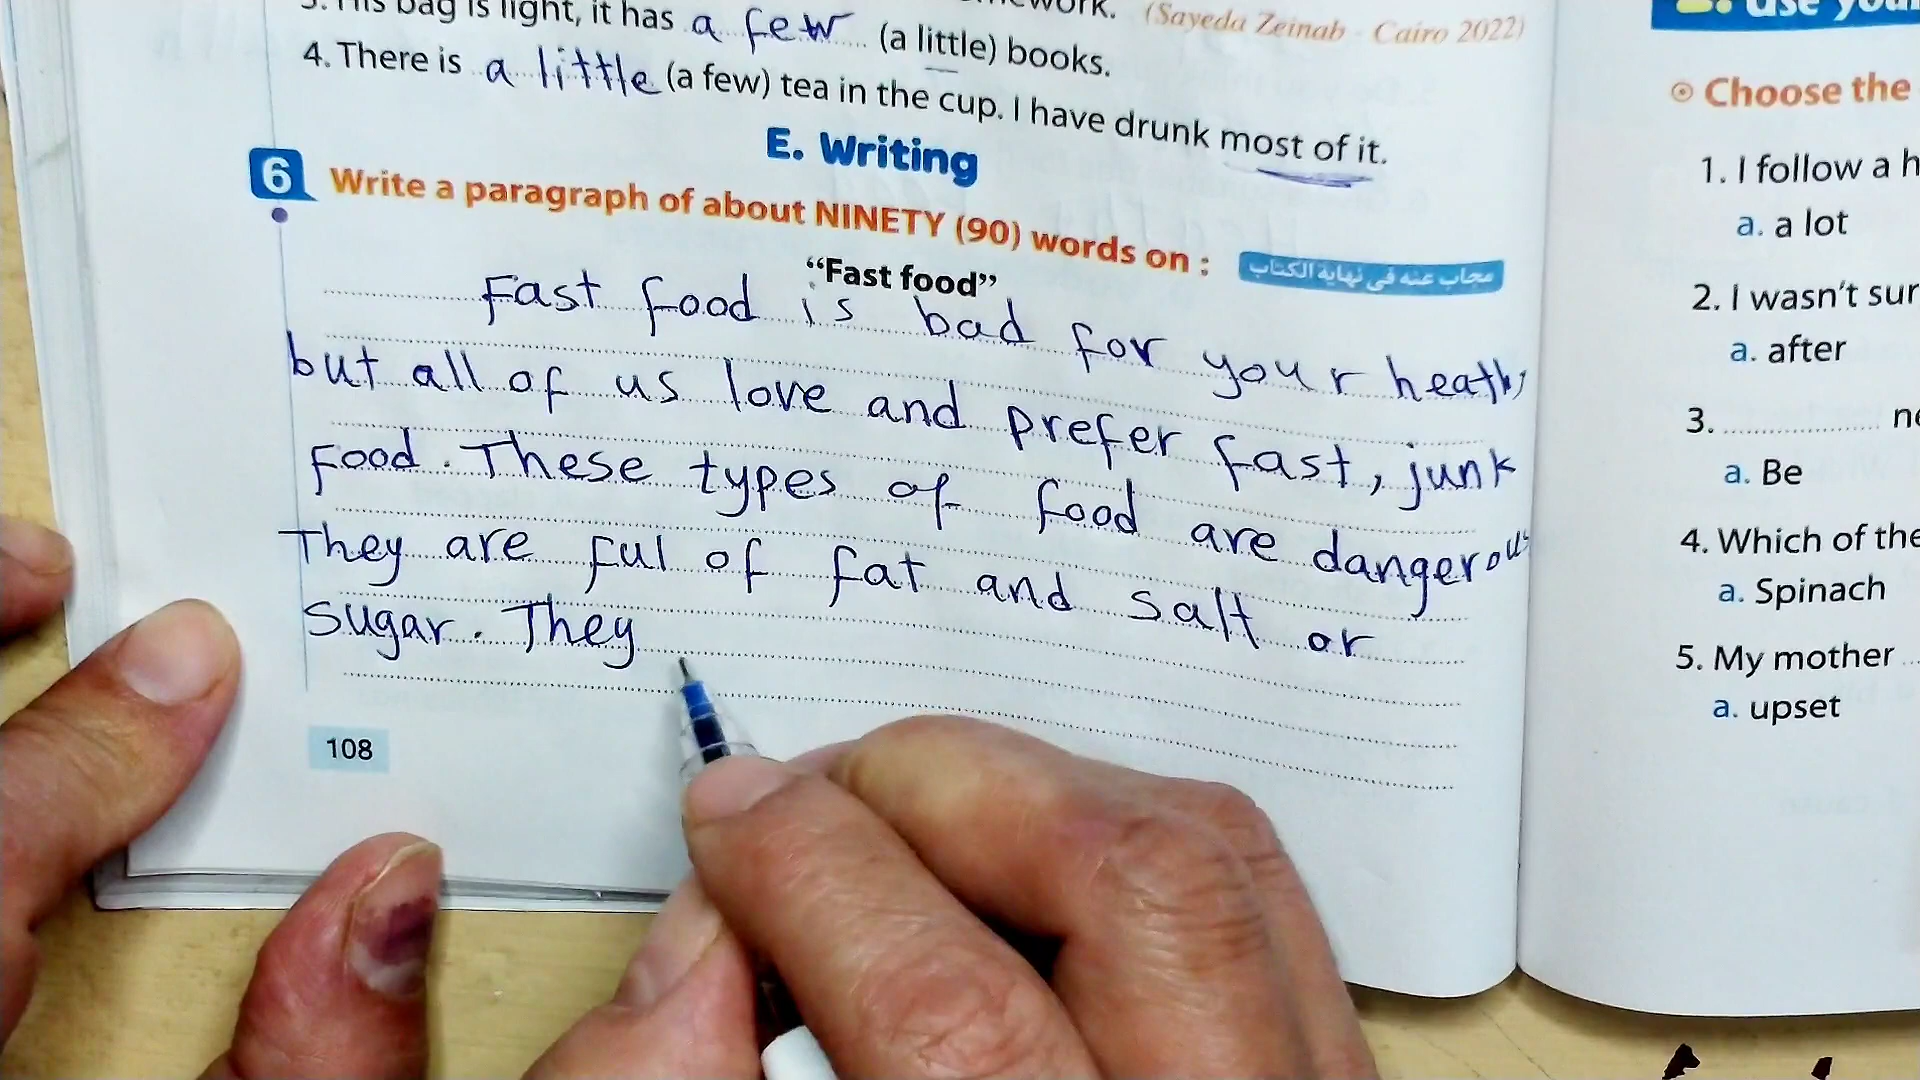 3. His bag is light, it has a few (a little) books.
(Sayeda Zeinab - Cairo 2022)
4. There is a little (a few) tea in the cup. I have drunk most of it.
E. Writing
6 Write a paragraph of about NINETY (90) words on :
مجاب عنه في نهاية الكتاب
“Fast food”
Fast food is bad for your heath,
but all of us love and prefer fast, junk
food. These types of food are dangerous
They are ful of fat and salt or
sugar. They
108
Choose the
1. I follow a h
a. a lot
2. I wasn't sur
a. after
3. ne
a. Be
4. Which of the
a. Spinach
5. My mother
a. upset